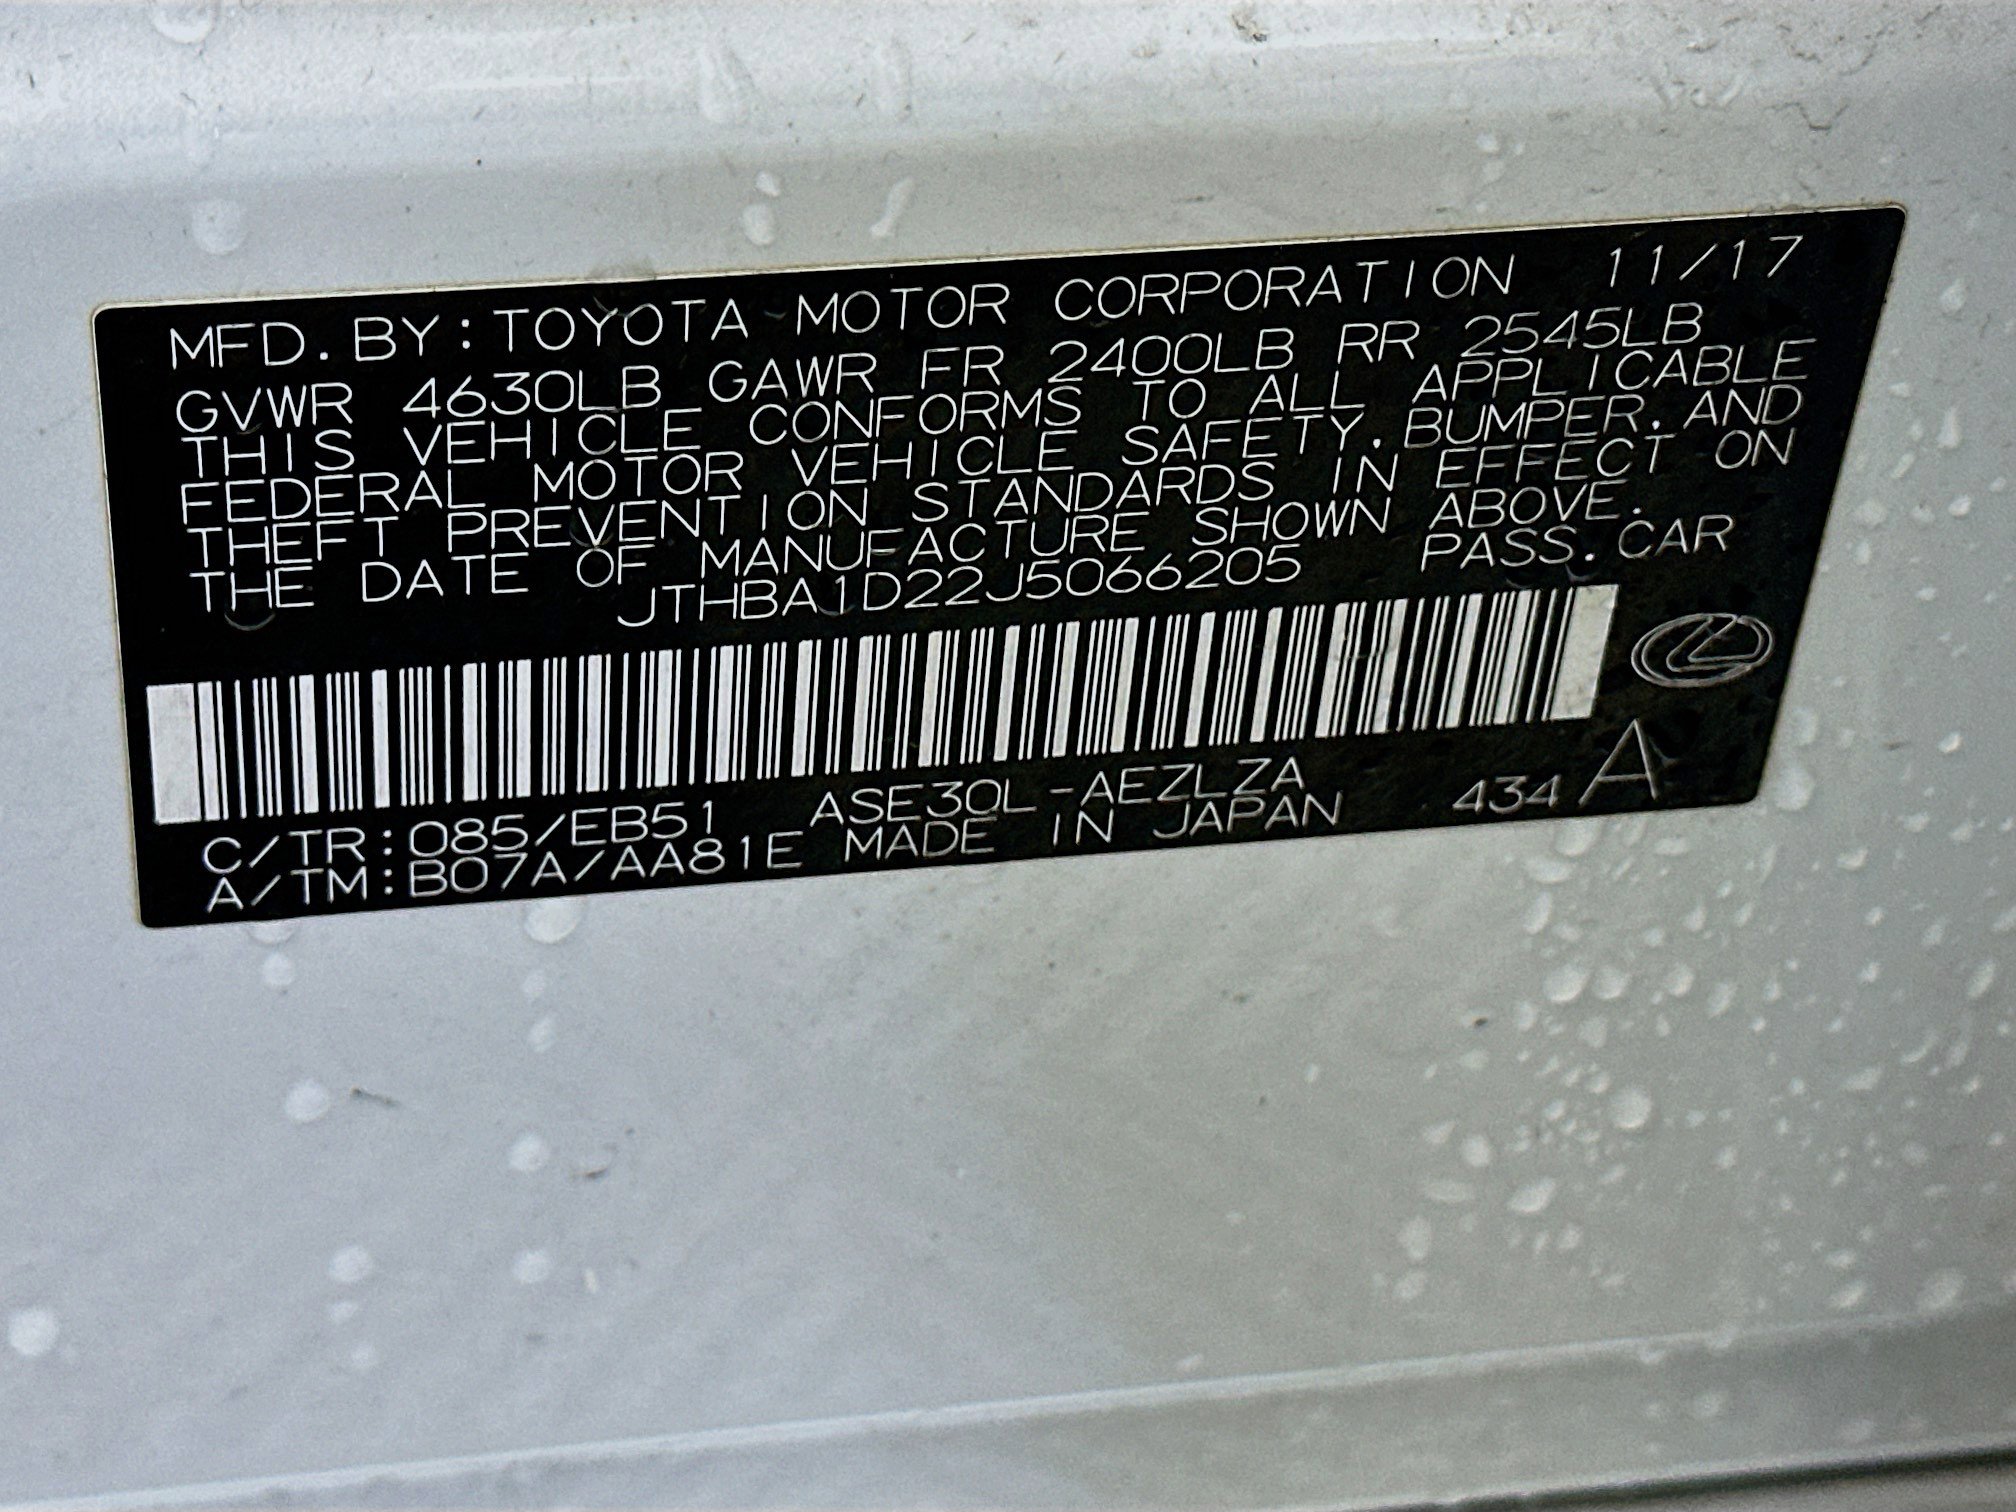 MFD. BY: TOYOTA MOTOR CORPORATION 11/17
GVWR 4630LB GAWR FR 2400LB RR 2545LB
THIS VEHICLE CONFORMS TO ALL APPLICABLE
FEDERAL MOTOR VEHICLE SAFETY, BUMPER, AND
THEFT PREVENTION STANDARDS IN EFFECT ON
THE DATE OF MANUFACTURE SHOWN ABOVE.
JTHBA1D22J5066205 PASS. CAR
C/TR: 085/EB51 ASE30L-AEZLZA
A/TM: B07A/AA81E MADE IN JAPAN 434 A